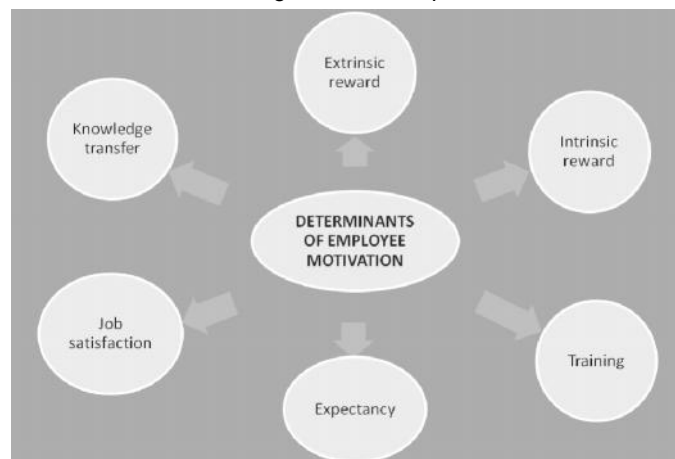 Extrinsic
reward
Knowledge
transfer
Intrinsic
reward
DETERMINANTS
OF EMPLOYEE
MOTIVATION
Job
satisfaction
Training
Expectancy